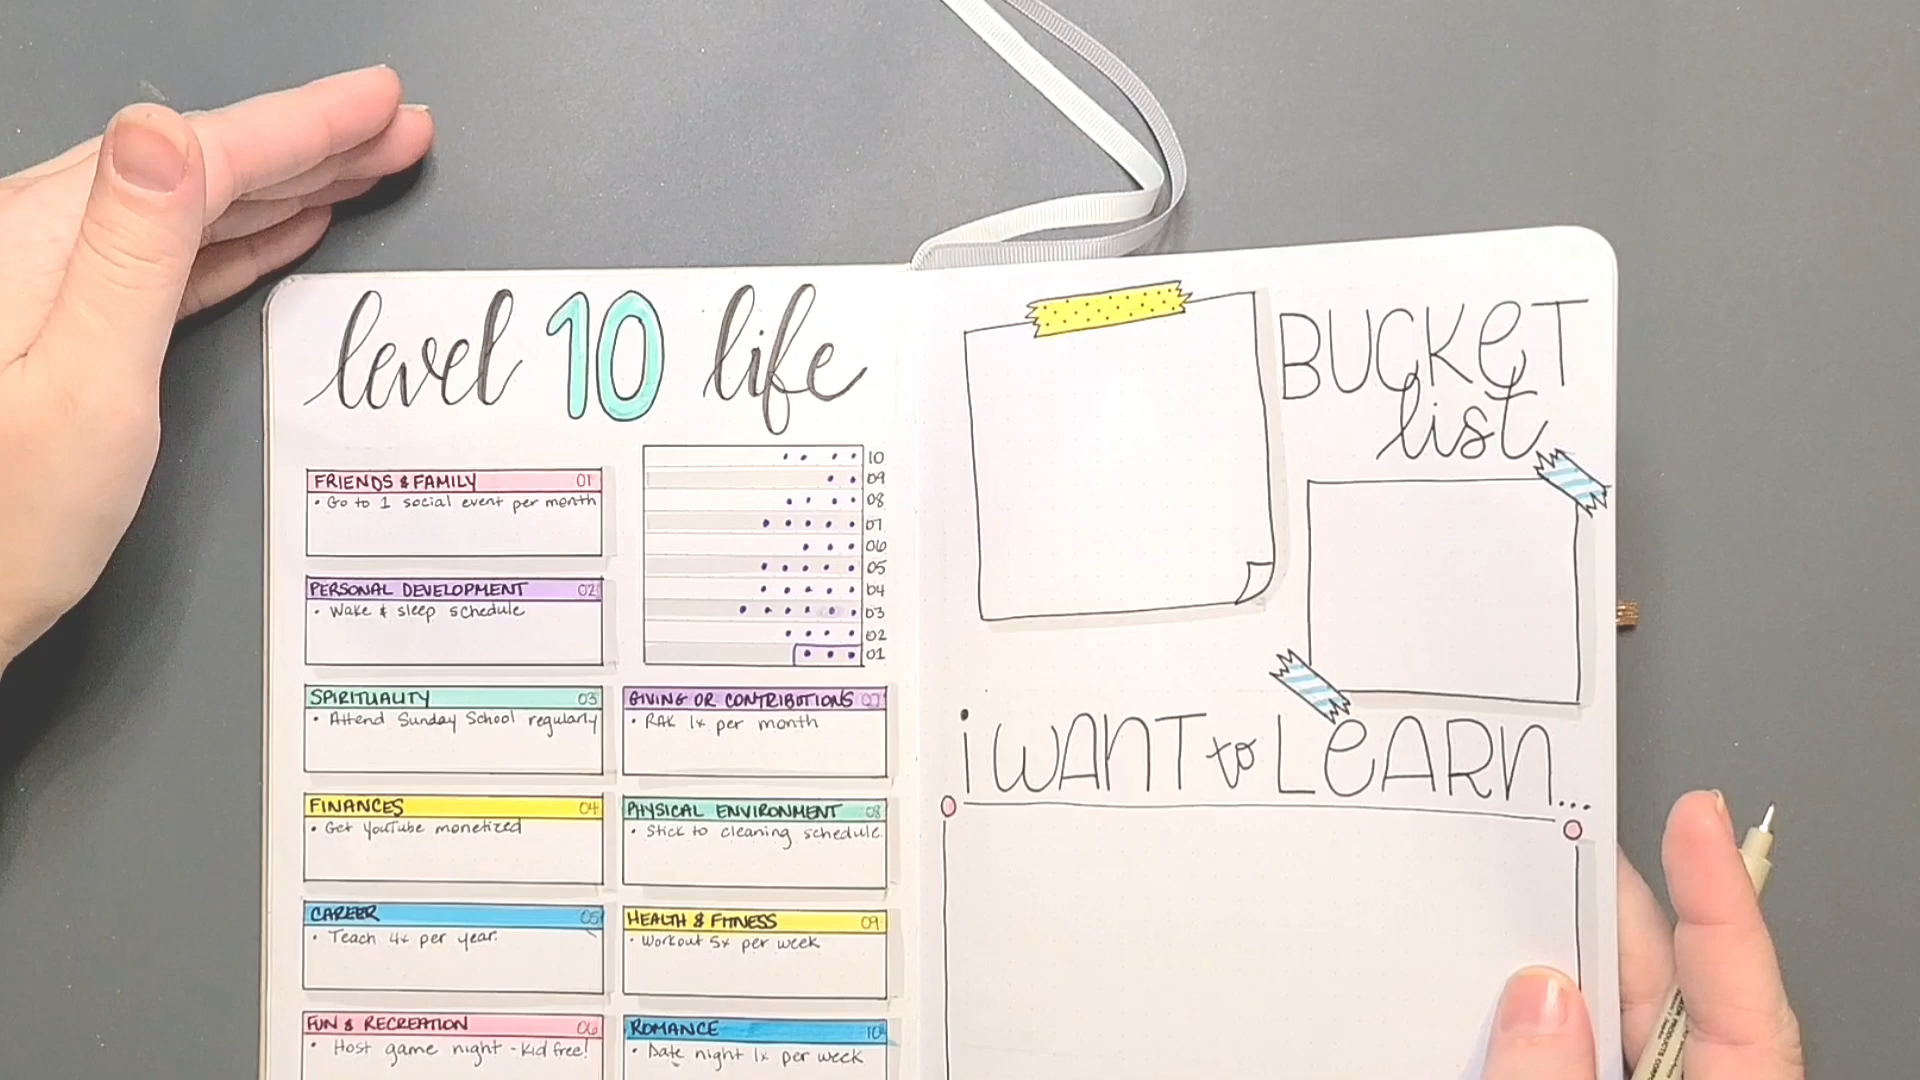 level 10 life
FRIENDS & FAMILY 01
• Go to 1 social event per month
PERSONAL DEVELOPMENT 02
• Wake & sleep schedule
10
09
08
07
06
05
04
03
02
01
SPIRITUALITY 03
• Attend Sunday School regularly
FINANCES 04
• Get YouTube monetized
CAREER 05
• Teach 4x per year.
FUN & RECREATION 06
• Host game night - kid free!
GIVING OR CONTRIBUTIONS 07
• RAK 1x per month
PHYSICAL ENVIRONMENT 08
• Stick to cleaning schedule
HEALTH & FITNESS 09
• Workout 5x per week
ROMANCE 10
• Date night 1x per week
BUCKeT
list
i WANT to LeARN...